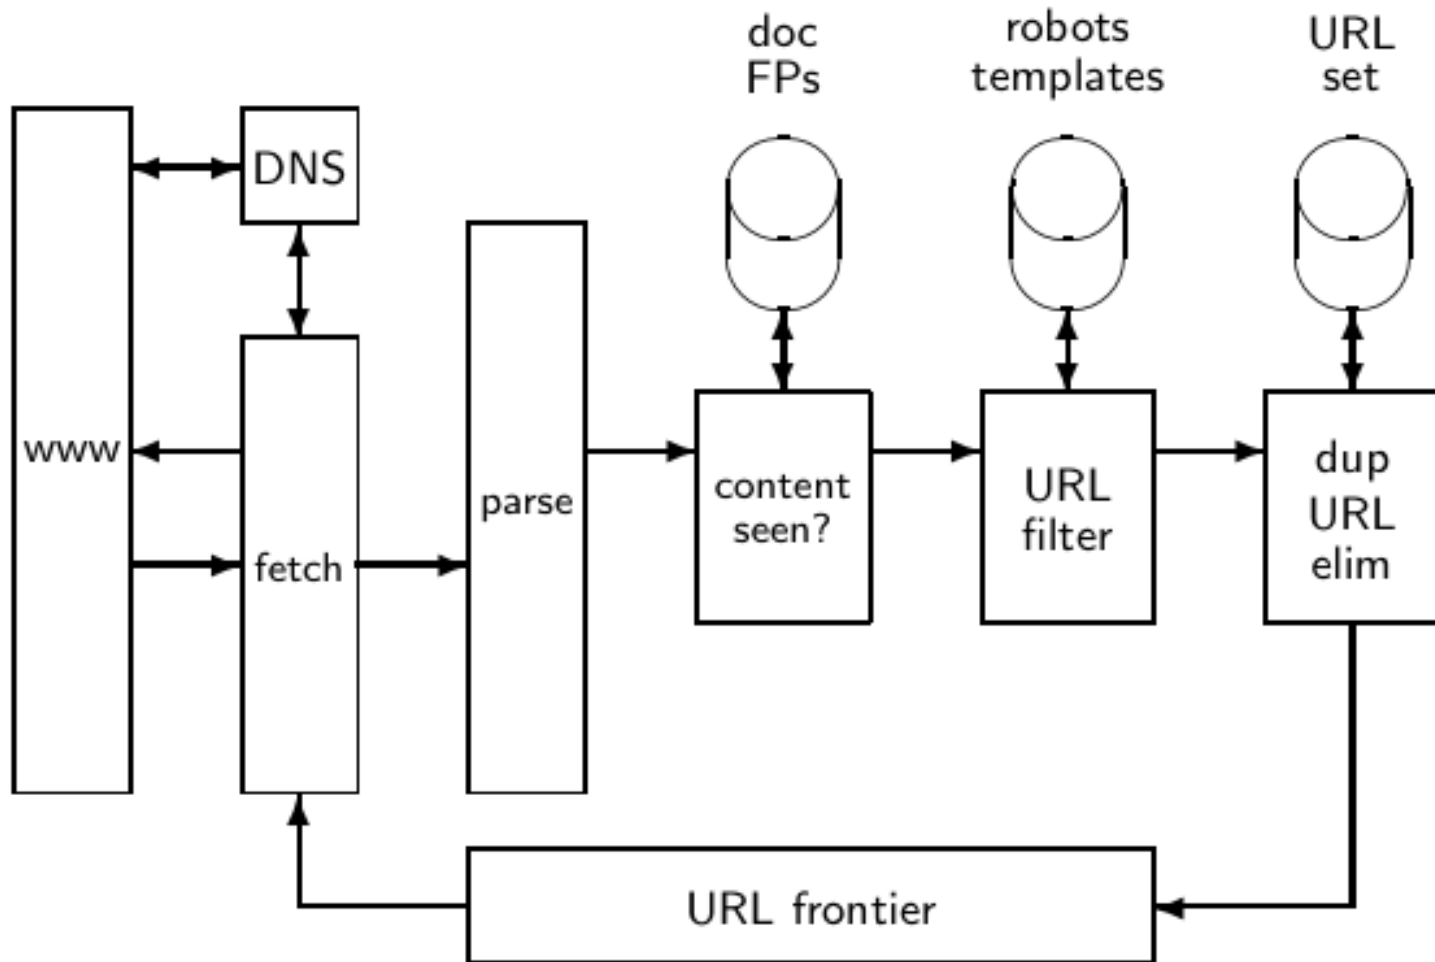 doc
FPs
robots
templates
URL
set
DNS
www
fetch
parse
content
seen?
URL
filter
dup
URL
elim
URL frontier